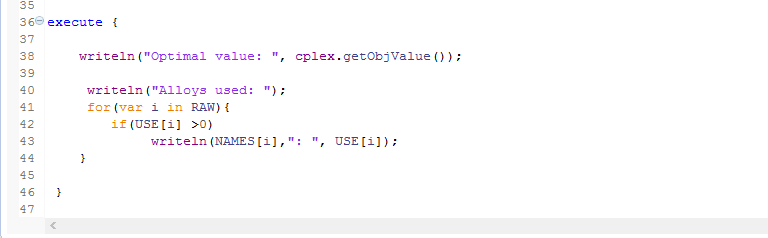 35
36 execute {
37
38 writeln("Optimal value: ", cplex.getObjValue());
39
40 writeln("Alloys used: ");
41 for(var i in RAW){
42 if(USE[i] >0)
43 writeln(NAMES[i],": ", USE[i]);
44 }
45
46 }
47